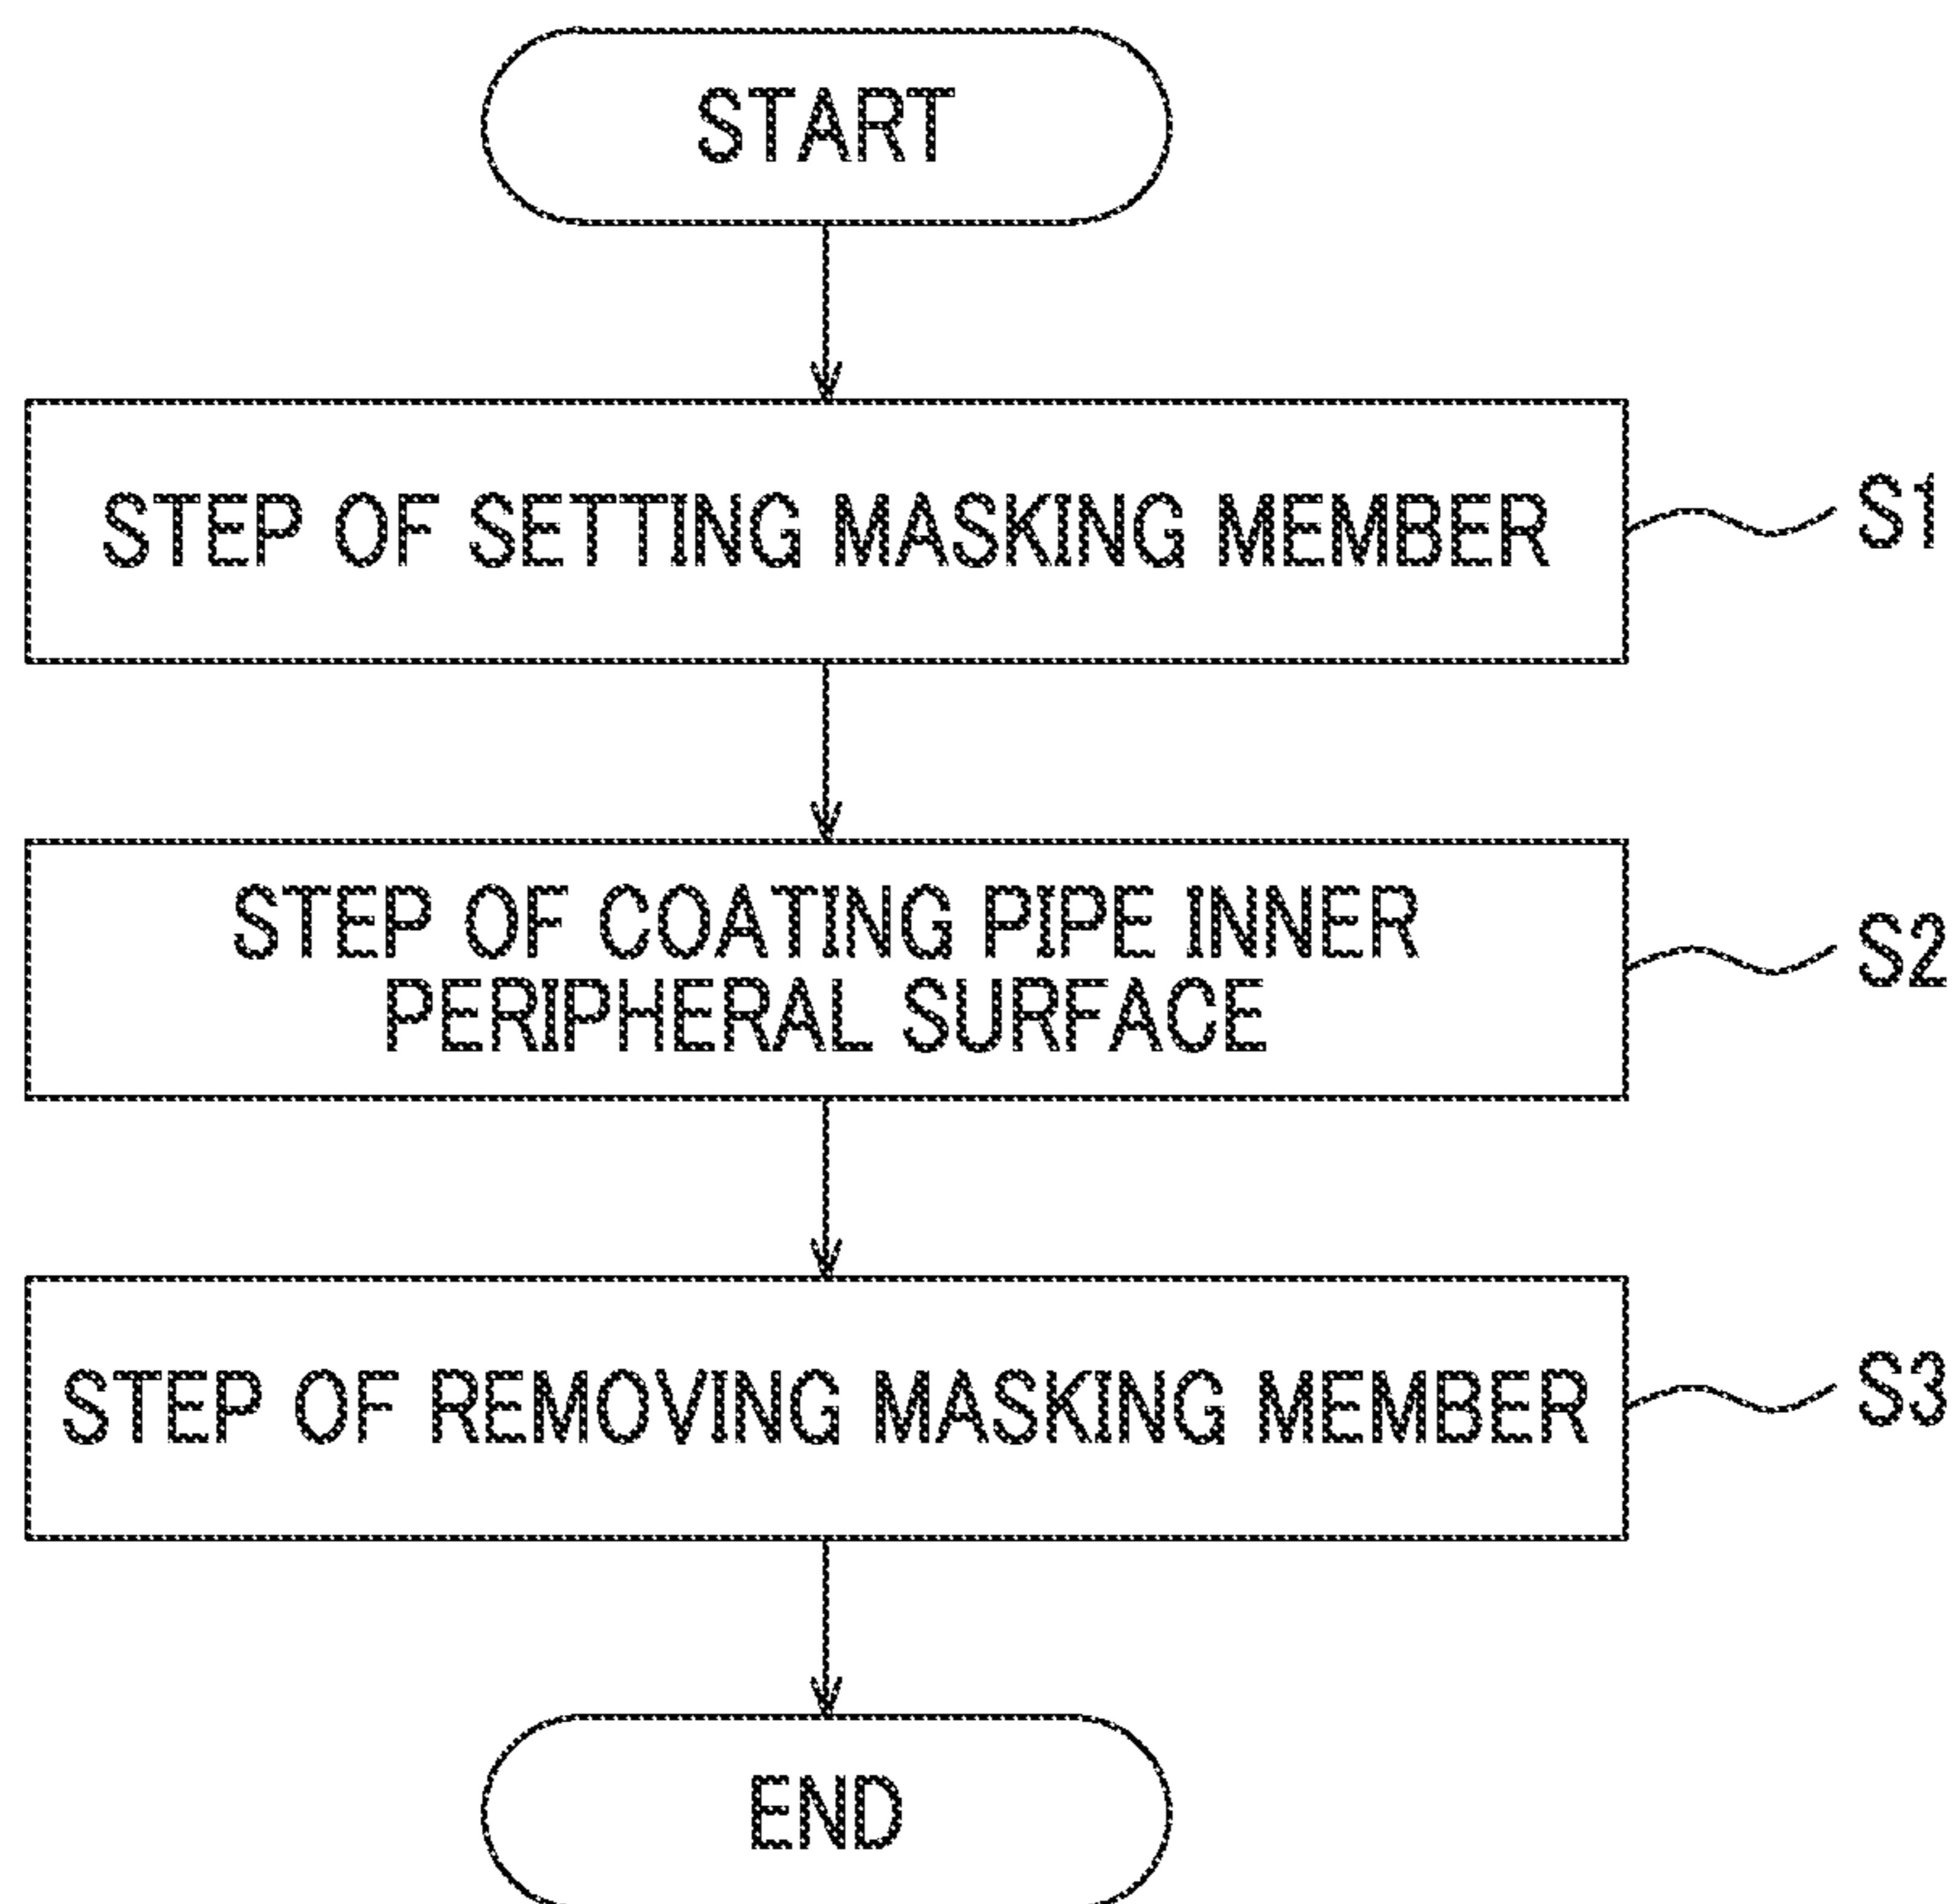 START
STEP OF SETTING MASKING MEMBER
S1
STEP OF COATING PIPE INNER
PERIPHERAL SURFACE
S2
STEP OF REMOVING MASKING MEMBER
S3
END